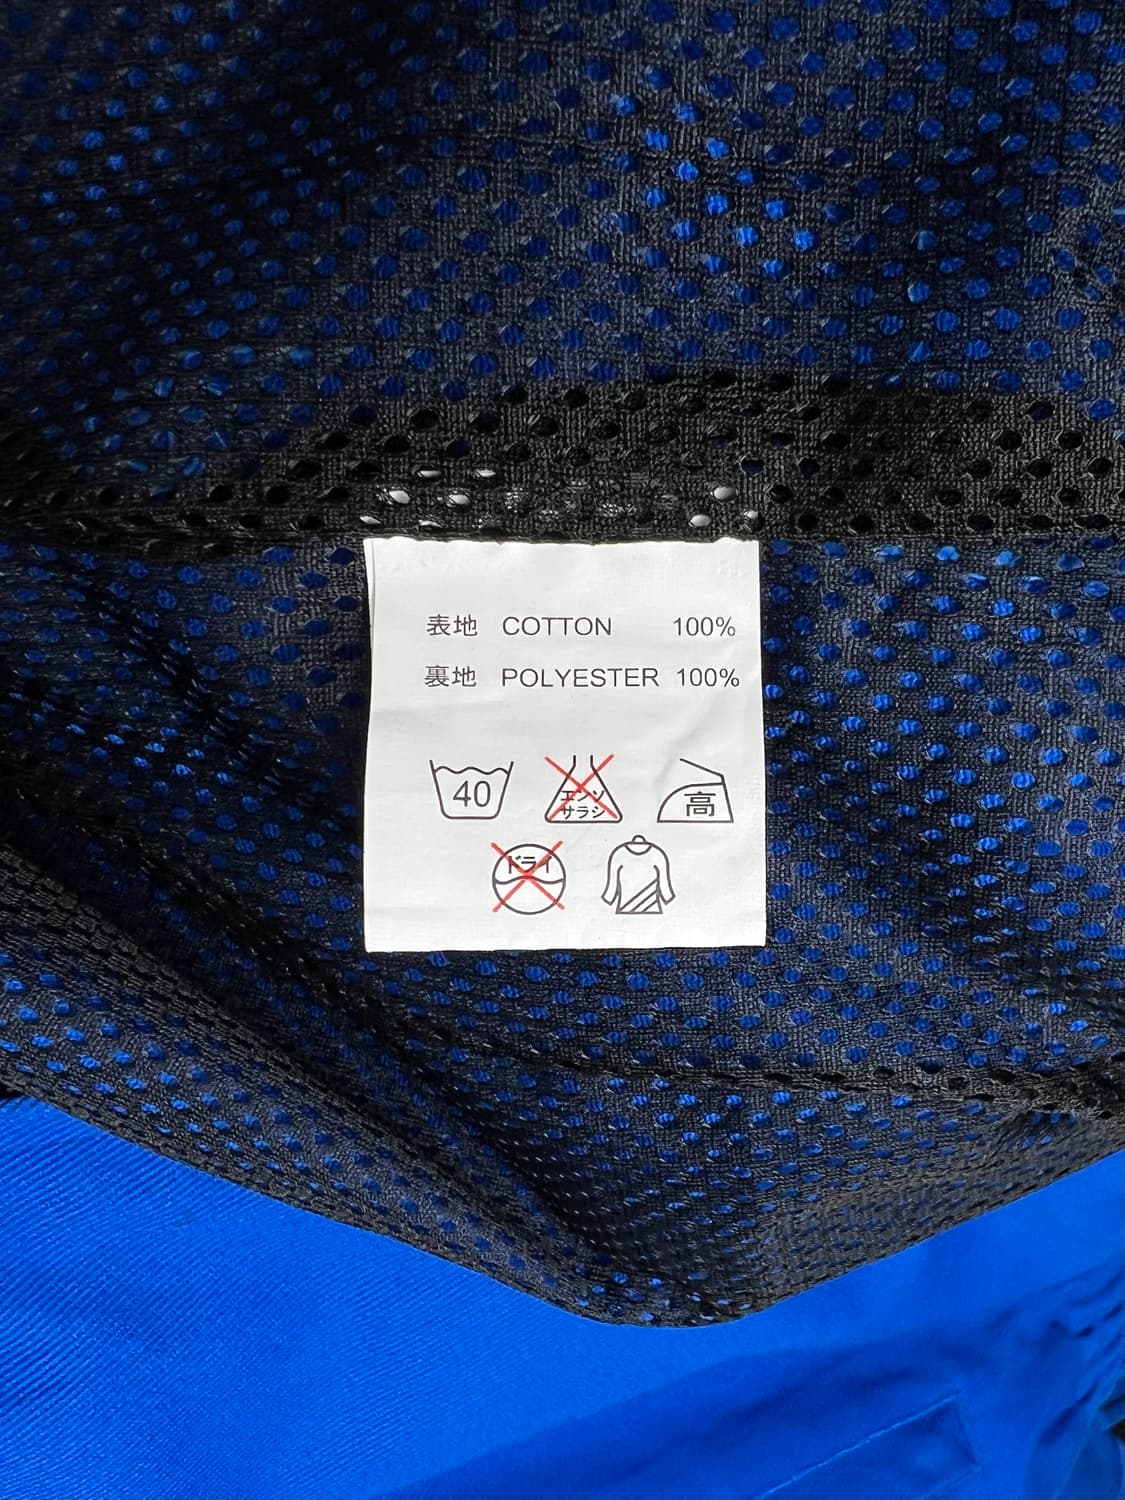 表地 COTTON 100%
裏地 POLYESTER 100%
40
エンソ
サラシ
高
ドライ